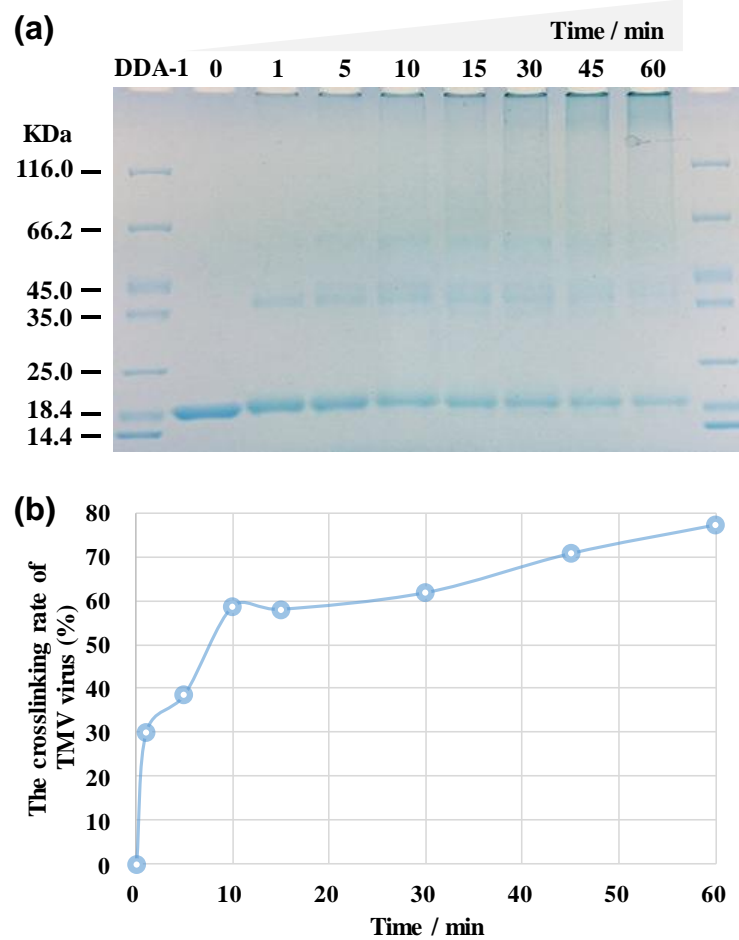 (a)
Time / min
DDA-1 0 1 5 10 15 30 45 60
KDa
116.0
66.2
45.0
35.0
25.0
18.4
14.4
(b)
80
70
60
50
40
30
20
10
0
The crosslinking rate of
TMV virus (%)
0 10 20 30 40 50 60
Time / min